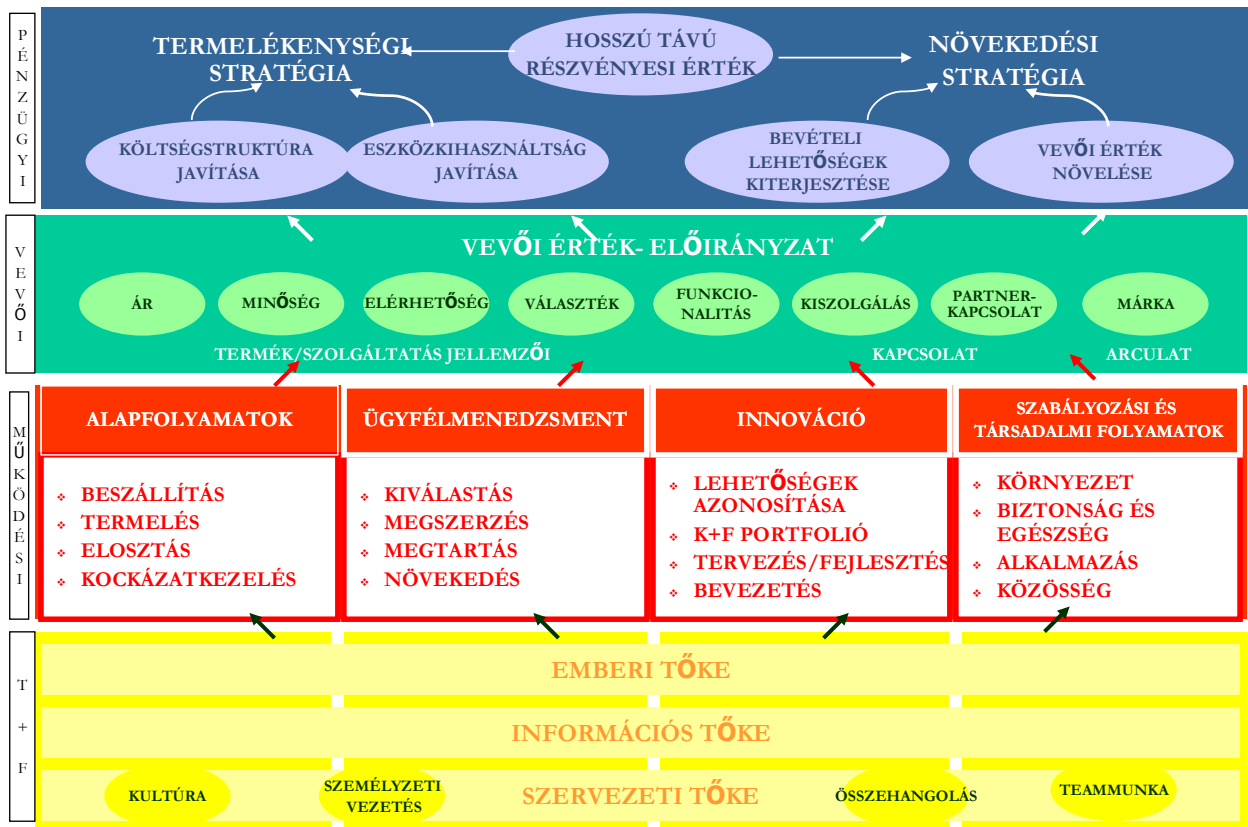 PÉNZÜGYI
HOSSZÚ TÁVÚ
RÉSZVÉNYESI ÉRTÉK
TERMELÉKENYSÉGI
STRATÉGIA
NÖVEKEDÉSI
STRATÉGIA
KÖLTSÉGSTRUKTÚRA
JAVÍTÁSA
ESZKÖZKIHASZNÁLTSÁG
JAVÍTÁSA
BEVÉTELI
LEHETŐSÉGEK
KITERJESZTÉSE
VEVŐI ÉRTÉK
NÖVELÉSE
VEVŐI
VEVŐI ÉRTÉK- ELŐIRÁNYZAT
ÁR
MINŐSÉG
ELÉRHETŐSÉG
VÁLASZTÉK
FUNKCIO-
NALITÁS
KISZOLGÁLÁS
PARTNER-
KAPCSOLAT
MÁRKA
TERMÉK/SZOLGÁLTATÁS JELLEMZŐI
KAPCSOLAT
ARCULAT
MŰKÖDÉSI
ALAPFOLYAMATOK
❖ BESZÁLLÍTÁS
❖ TERMELÉS
❖ ELOSZTÁS
❖ KOCKÁZATKEZELÉS
ÜGYFÉLMENEDZSMENT
❖ KIVÁLASTÁS
❖ MEGSZERZÉS
❖ MEGTARTÁS
❖ NÖVEKEDÉS
INNOVÁCIÓ
❖ LEHETŐSÉGEK
AZONOSÍTÁSA
❖ K+F PORTFOLIÓ
❖ TERVEZÉS/FEJLESZTÉS
❖ BEVEZETÉS
SZABÁLYOZÁSI ÉS
TÁRSADALMI FOLYAMATOK
❖ KÖRNYEZET
❖ BIZTONSÁG ÉS
EGÉSZSÉG
❖ ALKALMAZÁS
❖ KÖZÖSSÉG
T+F
EMBERI TŐKE
INFORMÁCIÓS TŐKE
KULTÚRA
SZEMÉLYZETI
VEZETÉS
SZERVEZETI TŐKE
ÖSSZEHANGOLÁS
TEAMMUNKA